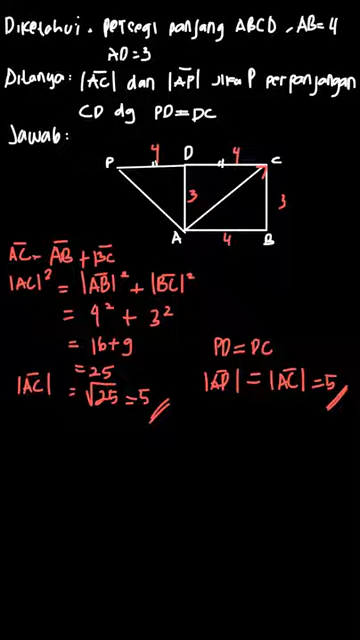 Diketahui . Persegi panjang ABCD , AB=4
AD=3
Ditanya: |AC| dan |AP| jika P perpanjangan
CD dg PD=DC
Jawab:
4 D 4
P C
3 3
A 4 B
AC = AB + BC
|AC|² = |AB|² + |BC|²
= 4² + 3²
= 16+9
= 25
|AC| = √25 = 5
PD = DC
|AP| = |AC| = 5